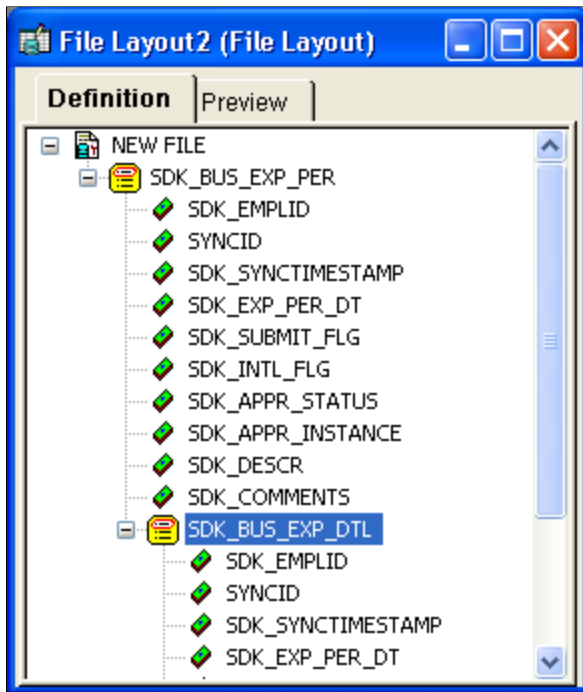 File Layout2 (File Layout)
Definition Preview
NEW FILE
SDK_BUS_EXP_PER
SDK_EMPLID
SYNCID
SDK_SYNCTIMESTAMP
SDK_EXP_PER_DT
SDK_SUBMIT_FLG
SDK_INTL_FLG
SDK_APPR_STATUS
SDK_APPR_INSTANCE
SDK_DESCR
SDK_COMMENTS
SDK_BUS_EXP_DTL
SDK_EMPLID
SYNCID
SDK_SYNCTIMESTAMP
SDK_EXP_PER_DT